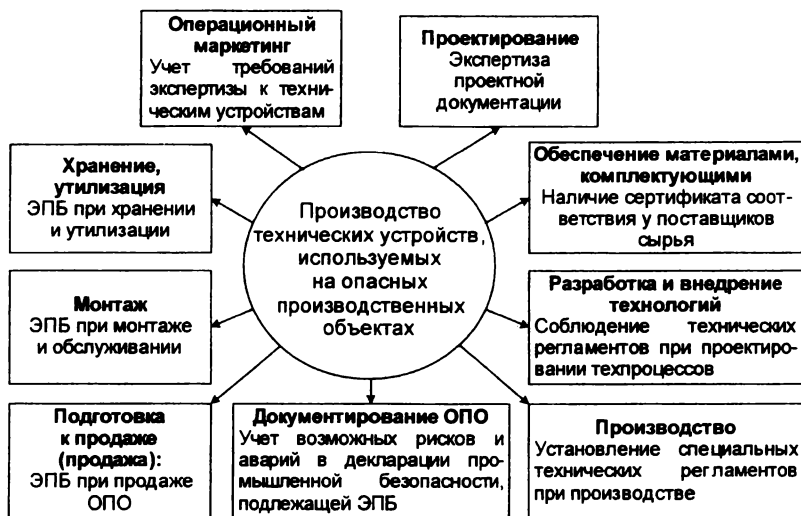 Операционный
маркетинг
Учет требований
экспертизы к техни-
ческим устройствам
Проектирование
Экспертиза
проектной
документации
Хранение,
утилизация
ЭПБ при хранении
и утилизации
Производство
технических устройств,
используемых
на опасных
производственных
объектах
Обеспечение материалами,
комплектующими
Наличие сертификата соот-
ветствия у поставщиков
сырья
Монтаж
ЭПБ при монтаже
и обслуживании
Разработка и внедрение
технологий
Соблюдение технических
регламентов при проектиро-
вании техпроцессов
Подготовка
к продаже
(продажа):
ЭПБ при продаже
ОПО
Документирование ОПО
Учет возможных рисков и
аварий в декларации про-
мышленной безопасности,
подлежащей ЭПБ
Производство
Установление специальных
технических регламентов
при производстве